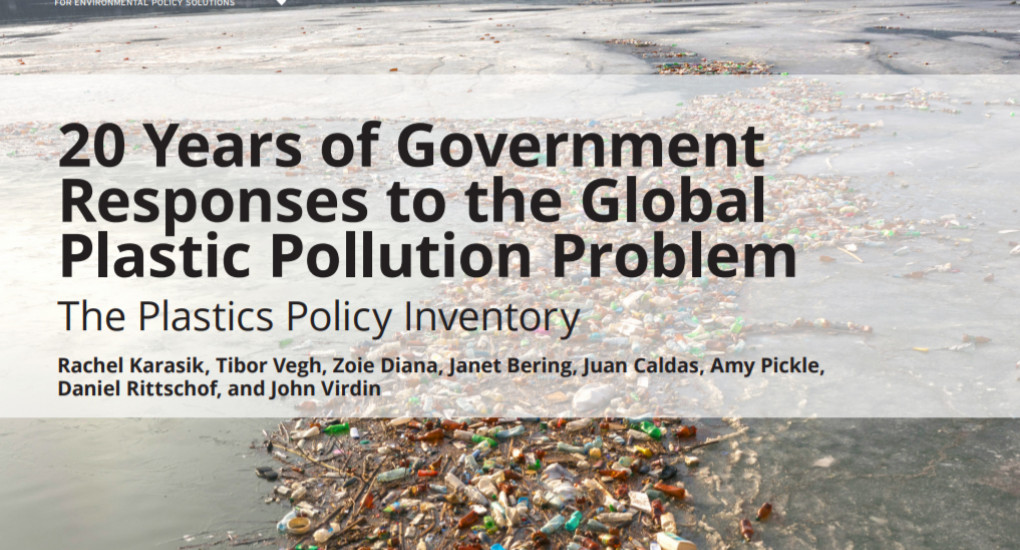 FOR ENVIRONMENTAL POLICY SOLUTIONS
20 Years of Government
Responses to the Global
Plastic Pollution Problem
The Plastics Policy Inventory
Rachel Karasik, Tibor Vegh, Zoie Diana, Janet Bering, Juan Caldas, Amy Pickle,
Daniel Rittschof, and John Virdin